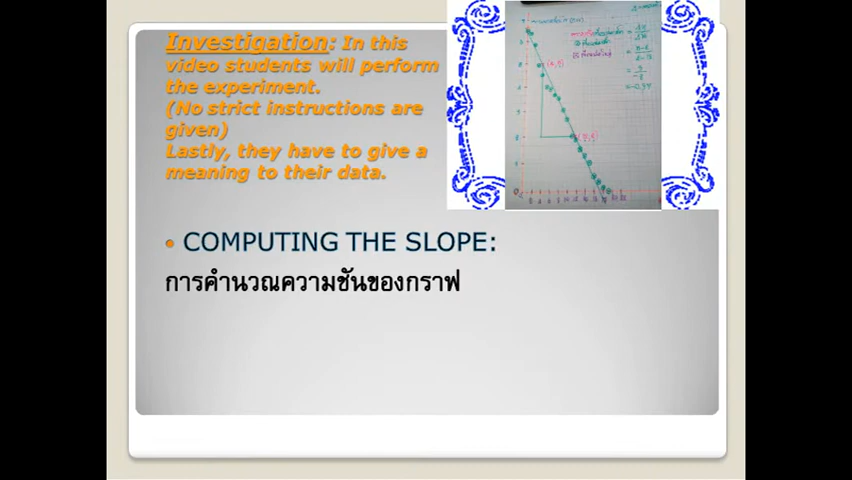 Investigation: In this
video students will perform
the experiment.
(No strict instructions are
given)
Lastly, they have to give a
meaning to their data.
COMPUTING THE SLOPE:
การคำนวณความชันของกราฟ